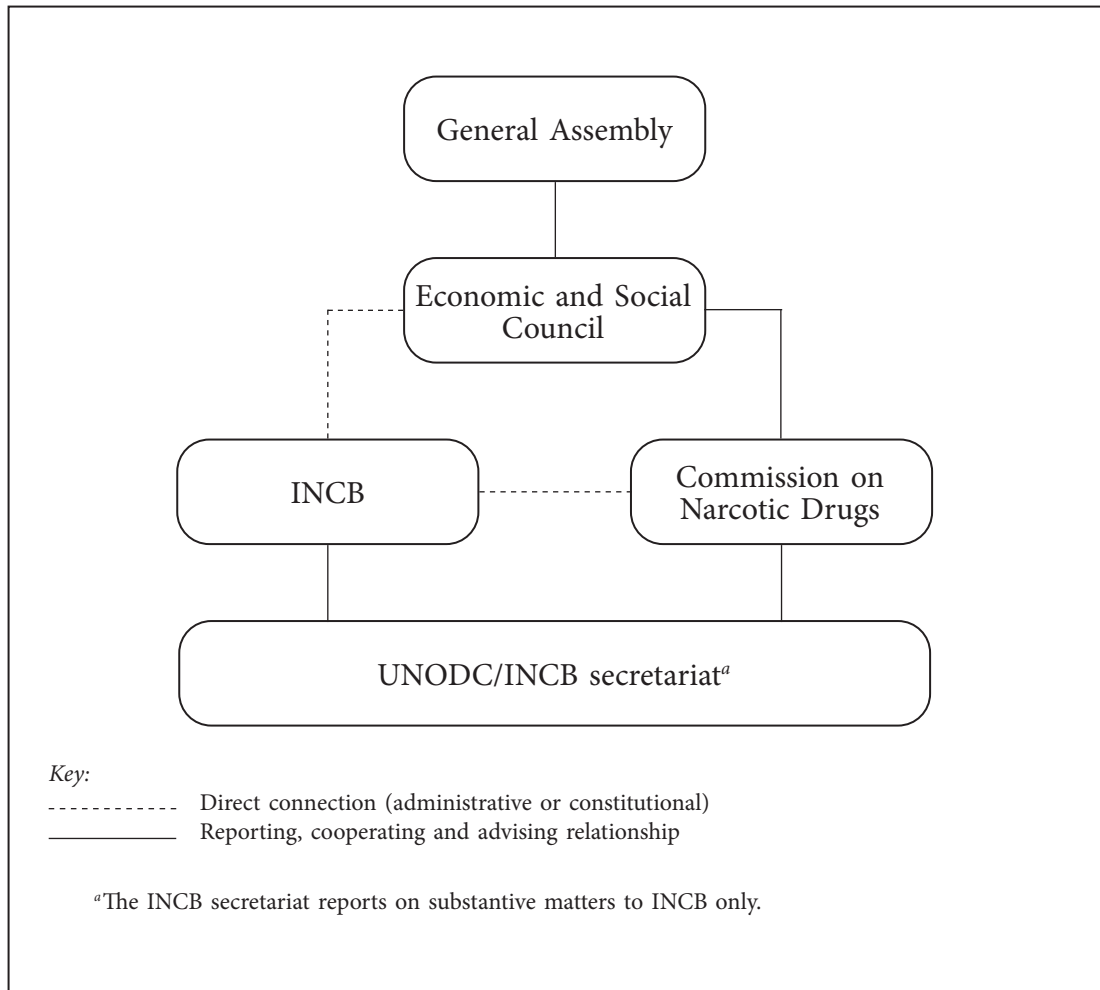 General Assembly
Economic and Social
Council
INCB
Commission on
Narcotic Drugs
UNODC/INCB secretariatᵃ
Key:
Direct connection (administrative or constitutional)
Reporting, cooperating and advising relationship
ᵃThe INCB secretariat reports on substantive matters to INCB only.